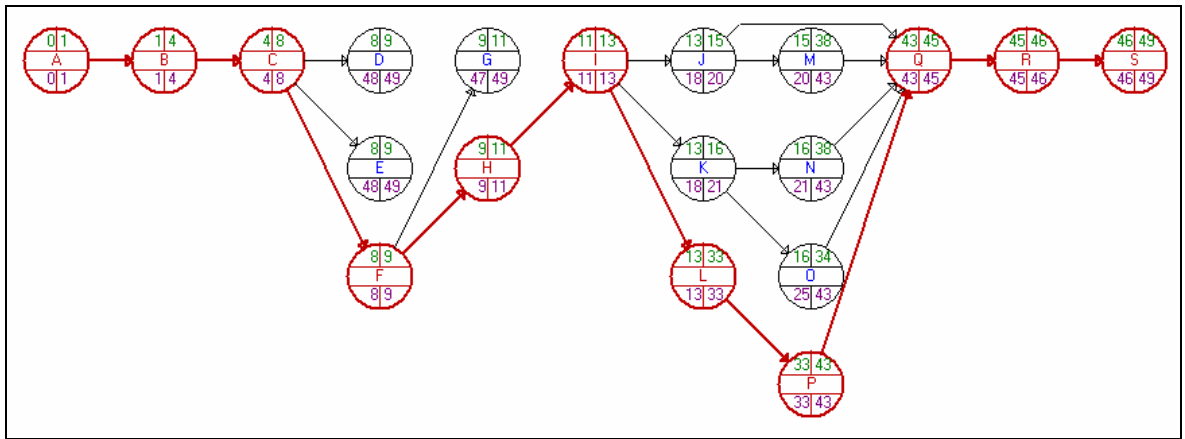 0 1
A
0 1
1 4
B
1 4
4 8
C
4 8
8 9
D
48 49
9 11
G
47 49
11 13
I
11 13
13 15
J
18 20
15 38
M
20 43
43 45
Q
43 45
45 46
R
45 46
46 49
S
46 49
8 9
E
48 49
9 11
H
9 11
13 16
K
18 21
16 38
N
21 43
8 9
F
8 9
13 33
L
13 33
16 34
O
25 43
33 43
P
33 43